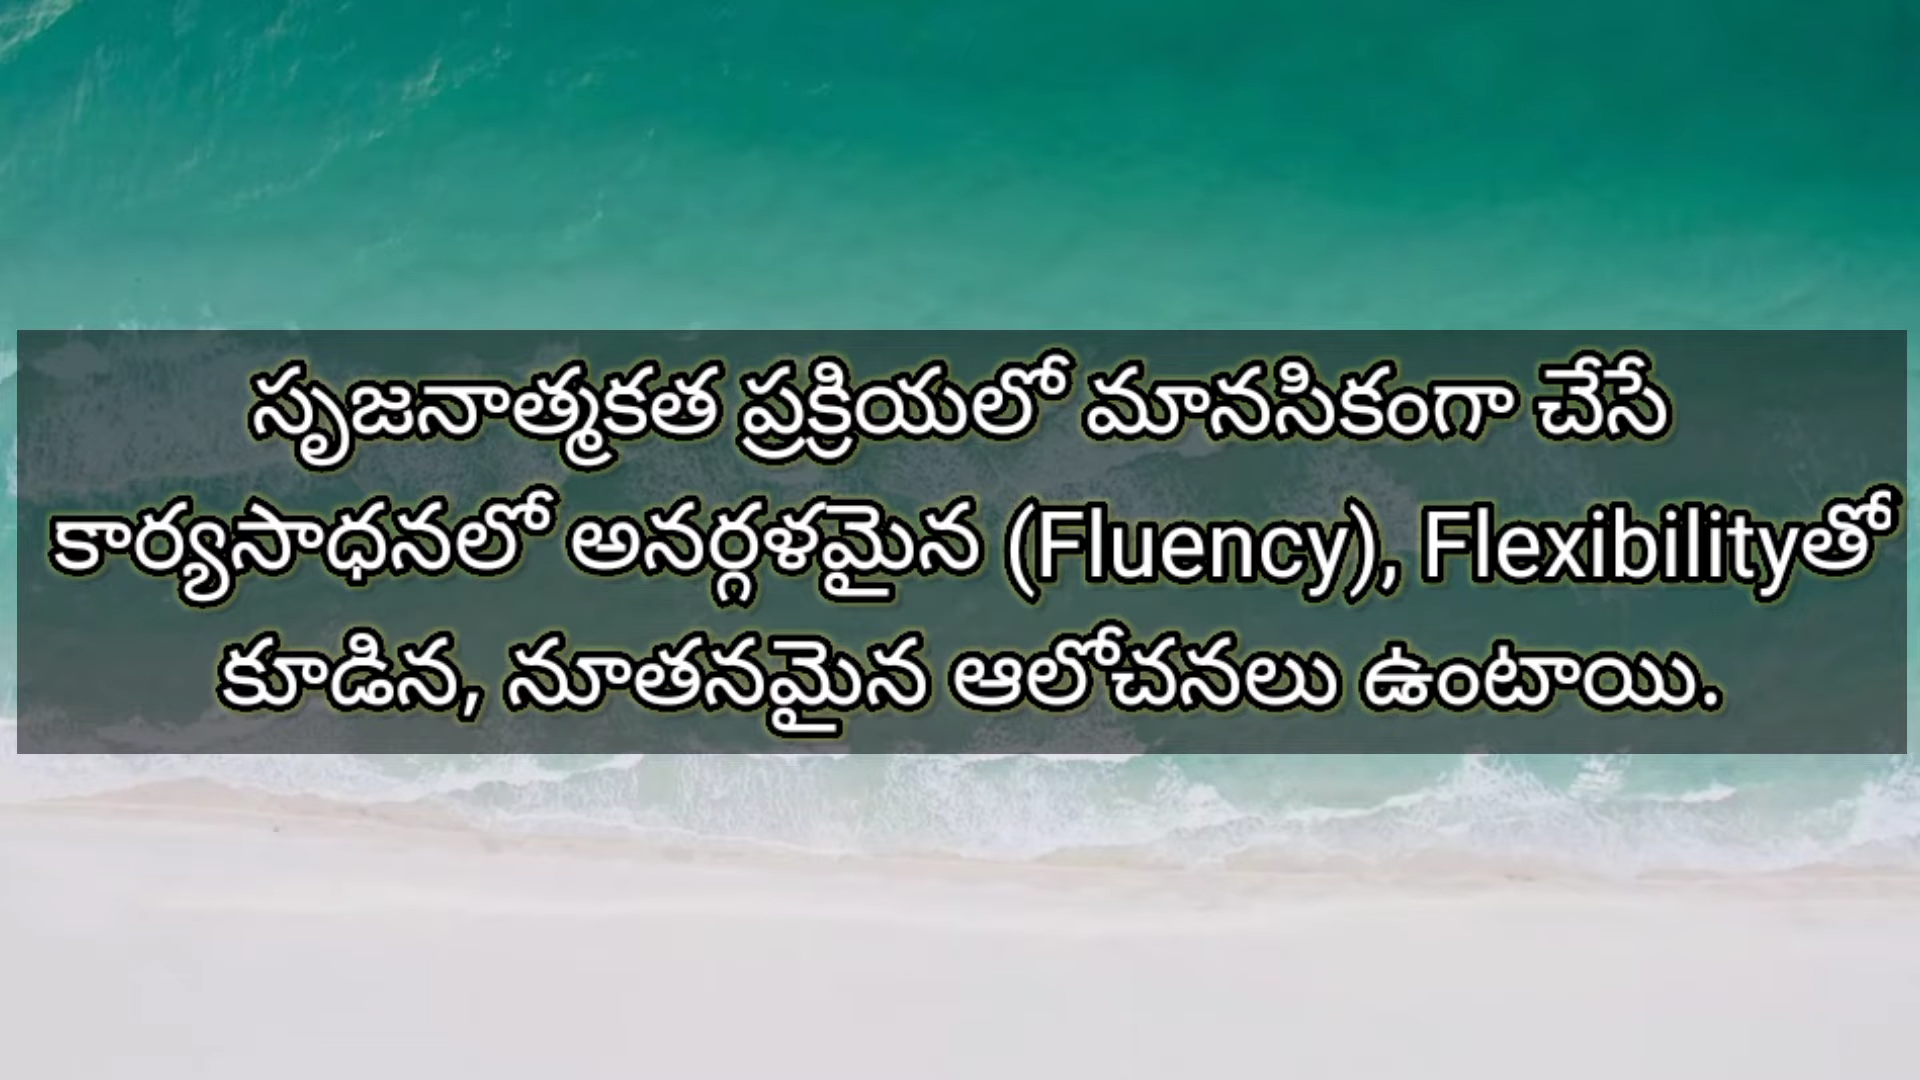 సృజనాత్మకత ప్రక్రియలో మానసికంగా చేసే
కార్యసాధనలో అనర్గళమైన (Fluency), Flexibilityతో
కూడిన, నూతనమైన ఆలోచనలు ఉంటాయి.